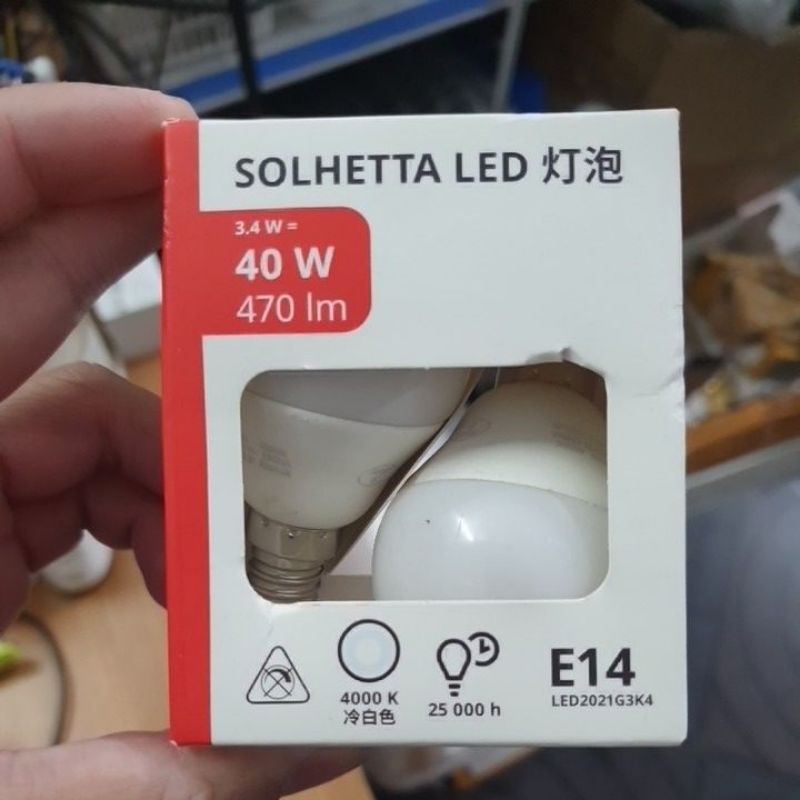 SOLHETTA LED 灯泡
3.4 W =
40 W
470 lm
4000 K
冷白色
25 000 h
E14
LED2021G3K4